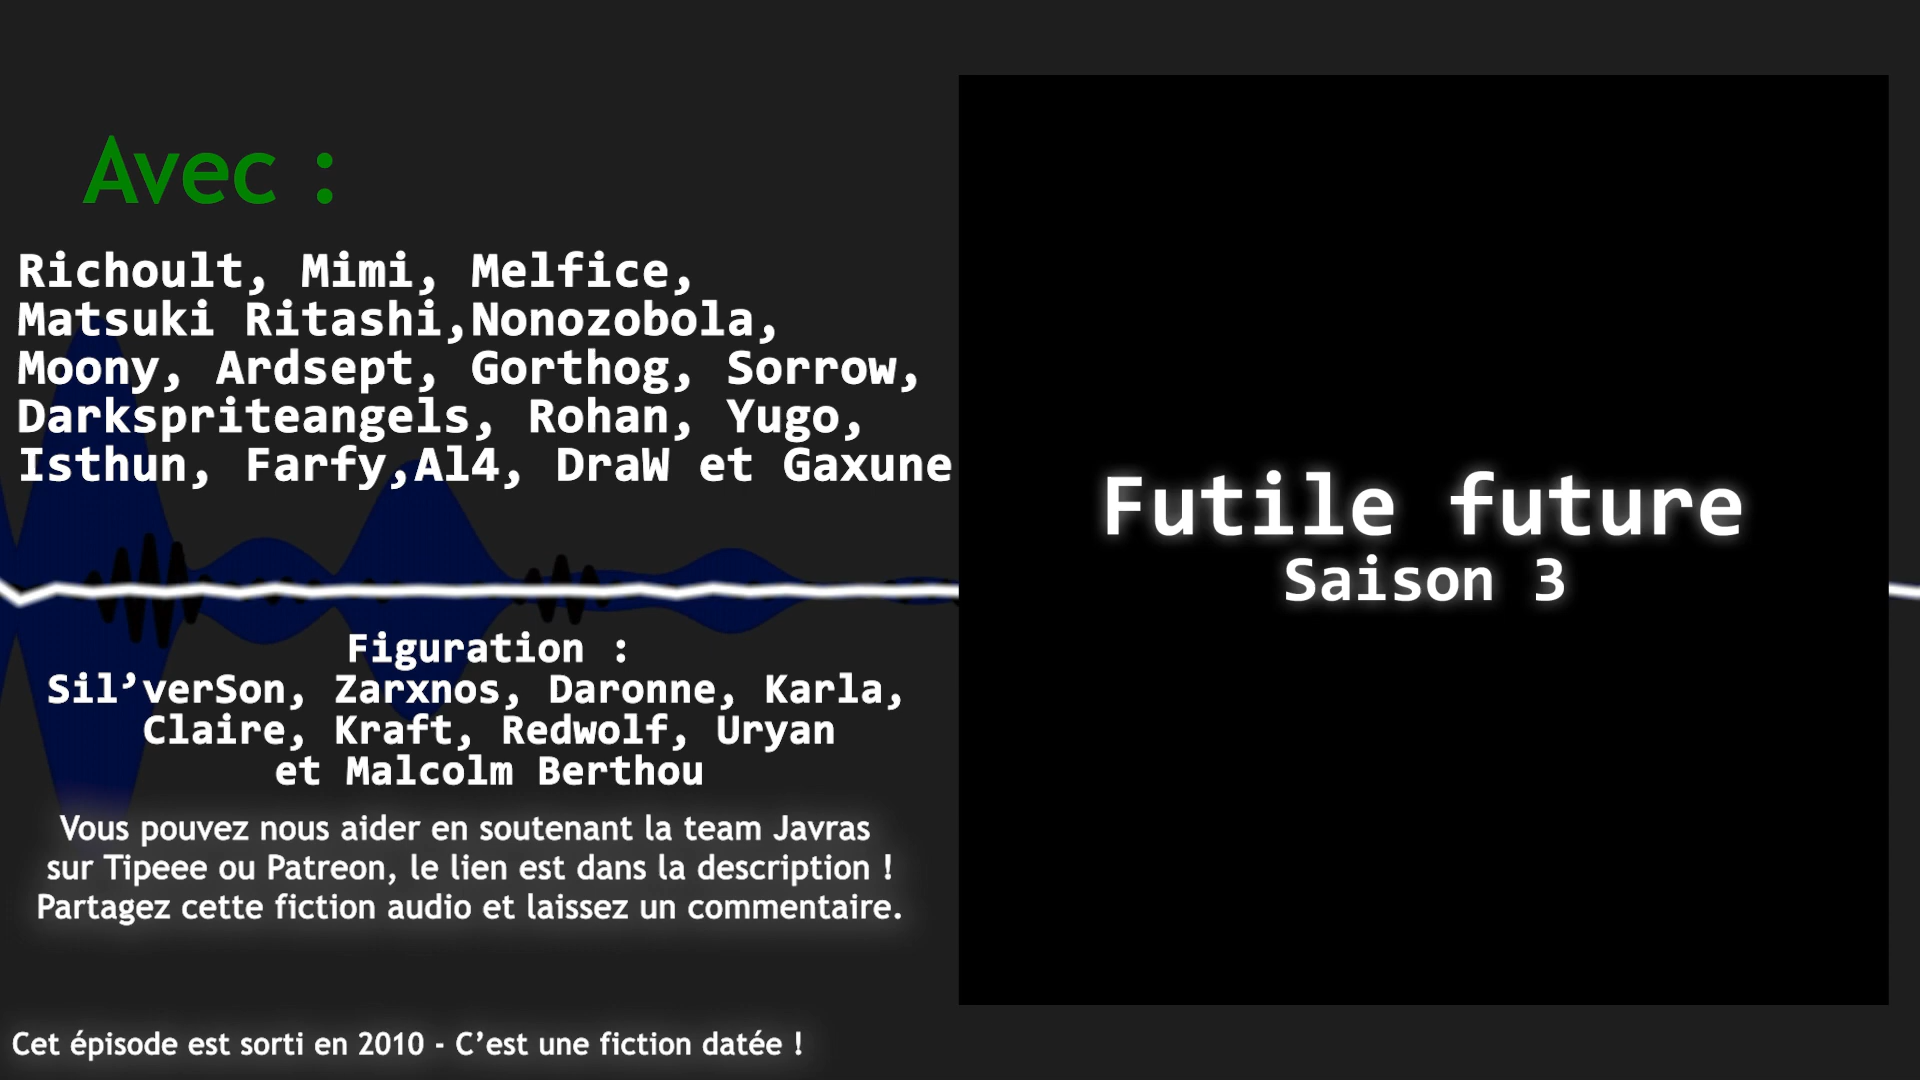 Avec :
Richoult, Mimi, Melfice,
Matsuki Ritashi,Nonozobola,
Moony, Ardsept, Gorthog, Sorrow,
Darkspriteangels, Rohan, Yugo,
Isthun, Farfy,Al4, DraW et Gaxune
Figuration :
Sil’verSon, Zarxnos, Daronne, Karla,
Claire, Kraft, Redwolf, Uryan
et Malcolm Berthou
Vous pouvez nous aider en soutenant la team Javras
sur Tipeee ou Patreon, le lien est dans la description !
Partagez cette fiction audio et laissez un commentaire.
Cet épisode est sorti en 2010 - C’est une fiction datée !
Futile future
Saison 3